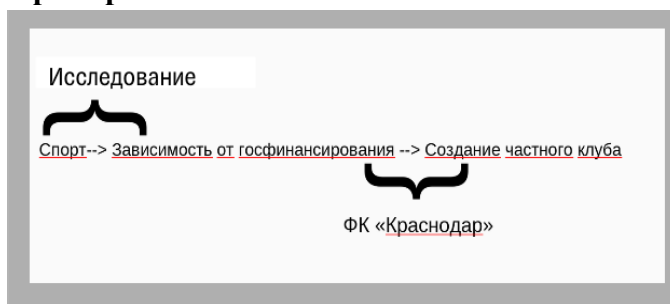 Исследование
Спорт--> Зависимость от госфинансирования --> Создание частного клуба
ФК «Краснодар»